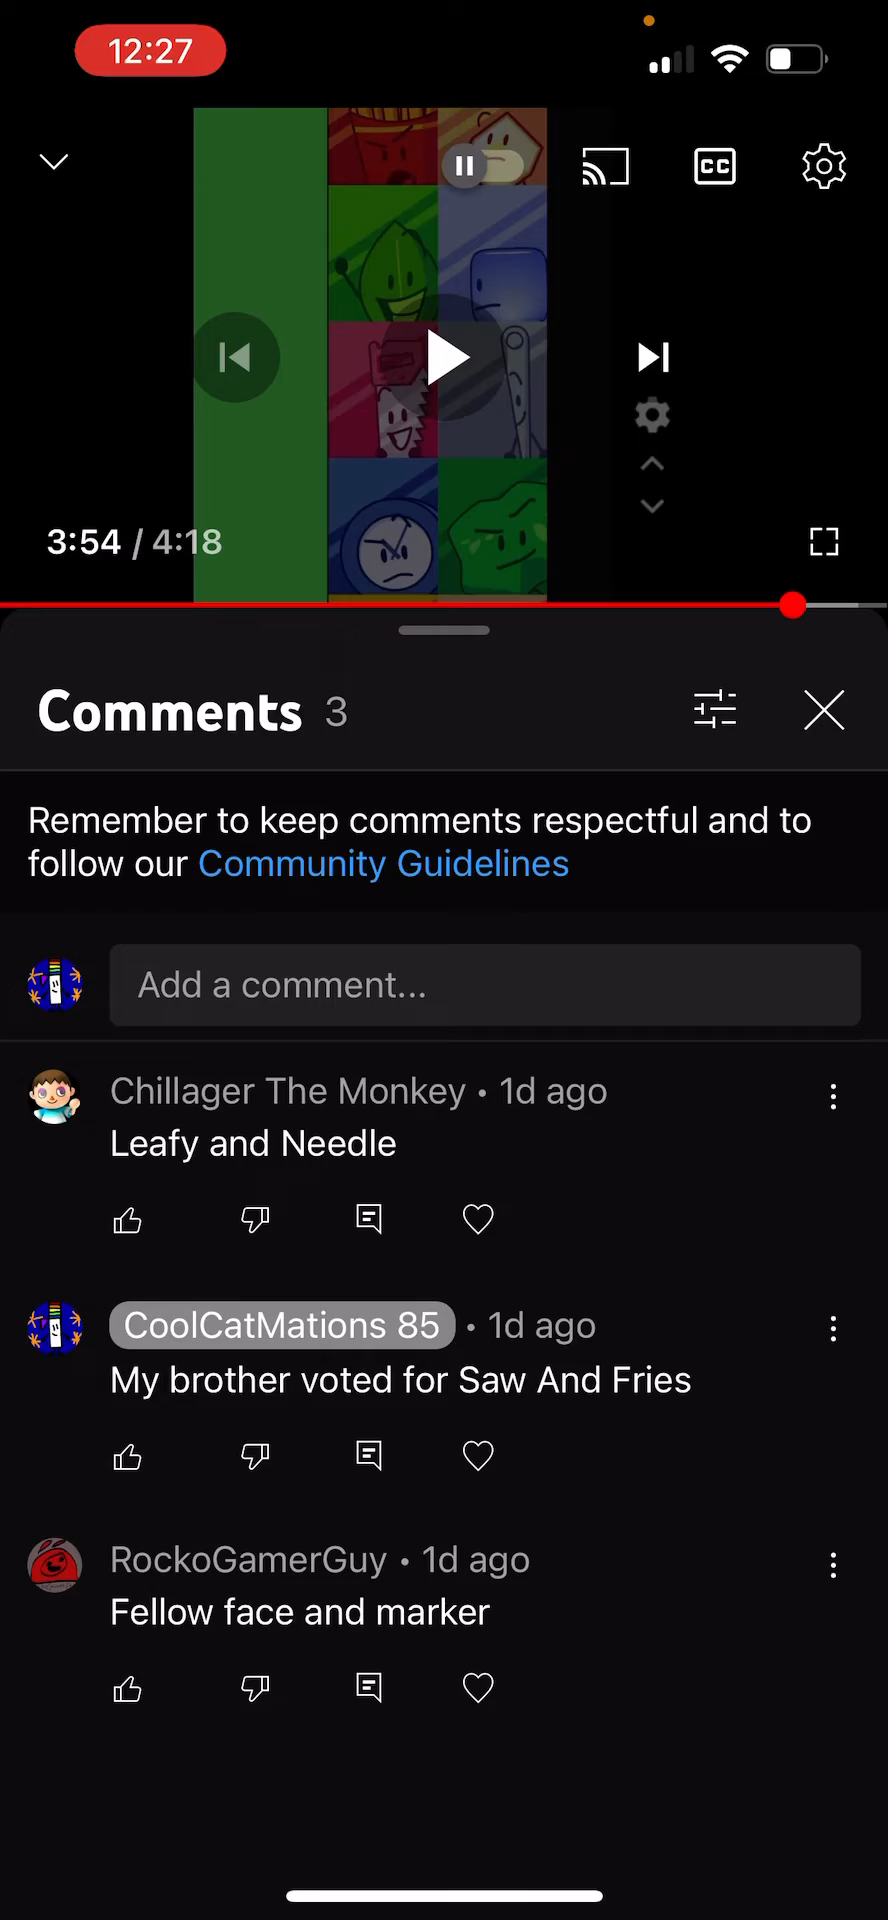 12:27
CC
3:54 / 4:18
Comments 3
Remember to keep comments respectful and to
follow our Community Guidelines
Add a comment...
Chillager The Monkey • 1d ago
Leafy and Needle
CoolCatMations 85 • 1d ago
My brother voted for Saw And Fries
RockoGamerGuy • 1d ago
Fellow face and marker